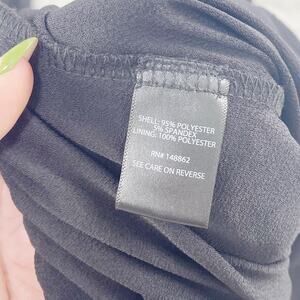 SHELL: 95% POLYESTER
5% SPANDEX
LINING: 100% POLYESTER
RN# 148862
SEE CARE ON REVERSE